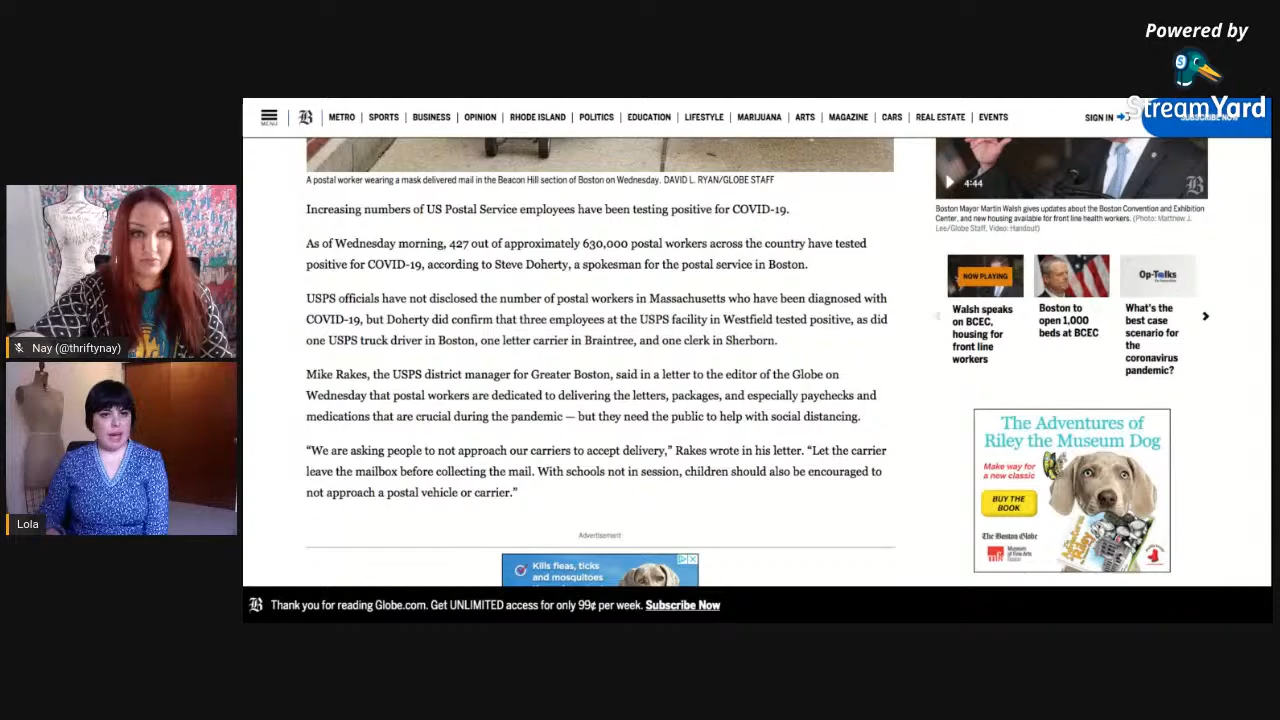 Powered by
StreamYard
MENU
B
METRO | SPORTS | BUSINESS | OPINION | RHODE ISLAND | POLITICS | EDUCATION | LIFESTYLE | MARIJUANA | ARTS | MAGAZINE | CARS | REAL ESTATE | EVENTS
SIGN IN
SUBSCRIBE NOW
A postal worker wearing a mask delivered mail in the Beacon Hill section of Boston on Wednesday. DAVID L. RYAN/GLOBE STAFF
Increasing numbers of US Postal Service employees have been testing positive for COVID-19.
As of Wednesday morning, 427 out of approximately 630,000 postal workers across the country have tested
positive for COVID-19, according to Steve Doherty, a spokesman for the postal service in Boston.
USPS officials have not disclosed the number of postal workers in Massachusetts who have been diagnosed with
COVID-19, but Doherty did confirm that three employees at the USPS facility in Westfield tested positive, as did
one USPS truck driver in Boston, one letter carrier in Braintree, and one clerk in Sherborn.
Mike Rakes, the USPS district manager for Greater Boston, said in a letter to the editor of the Globe on
Wednesday that postal workers are dedicated to delivering the letters, packages, and especially paychecks and
medications that are crucial during the pandemic — but they need the public to help with social distancing.
“We are asking people to not approach our carriers to accept delivery,” Rakes wrote in his letter. “Let the carrier
leave the mailbox before collecting the mail. With schools not in session, children should also be encouraged to
not approach a postal vehicle or carrier.”
Advertisement
Kills fleas, ticks
and mosquitoes
4:44
B
Boston Mayor Martin Walsh gives updates about the Boston Convention and Exhibition
Center, and new housing available for front line health workers. (Photo: Matthew J.
Lee/Globe Staff, Video: Handout)
NOW PLAYING
Walsh speaks
on BCEC,
housing for
front line
workers
Boston to
open 1,000
beds at BCEC
Op-Talks
What's the
best case
scenario for
the
coronavirus
pandemic?
The Adventures of
Riley the Museum Dog
Make way for
a new classic
BUY THE
BOOK
The Boston Globe
mfa
Museum of
Fine Arts
Boston
Nay (@thriftynay)
Lola
B
Thank you for reading Globe.com. Get UNLIMITED access for only 99¢ per week. Subscribe Now